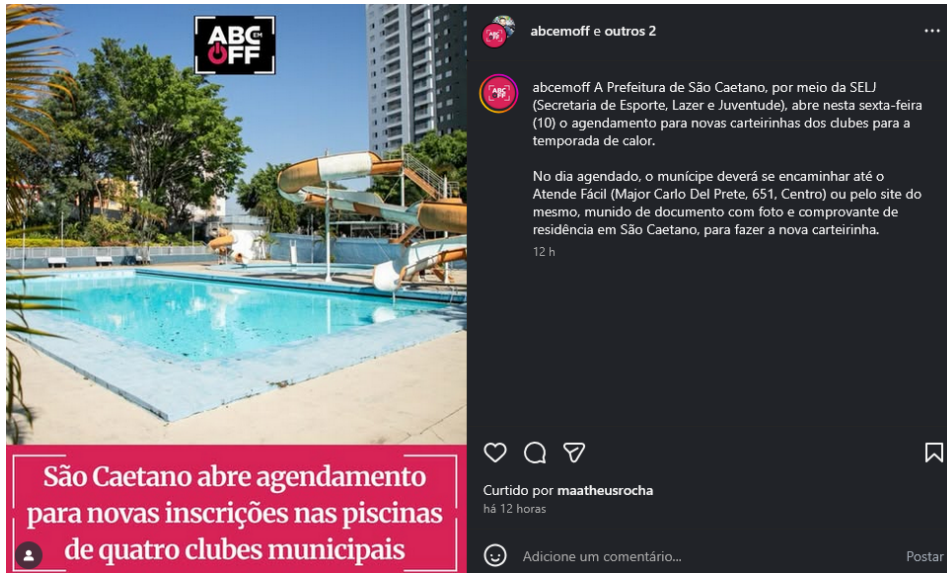 ABC EM
OFF
São Caetano abre agendamento
para novas inscrições nas piscinas
de quatro clubes municipais
abcemoff e outros 2
abcemoff A Prefeitura de São Caetano, por meio da SELJ
(Secretaria de Esporte, Lazer e Juventude), abre nesta sexta-feira
(10) o agendamento para novas carteirinhas dos clubes para a
temporada de calor.
No dia agendado, o munícipe deverá se encaminhar até o
Atende Fácil (Major Carlo Del Prete, 651, Centro) ou pelo site do
mesmo, munido de documento com foto e comprovante de
residência em São Caetano, para fazer a nova carteirinha.
12 h
Curtido por maatheusrocha
há 12 horas
Adicione um comentário...
Postar